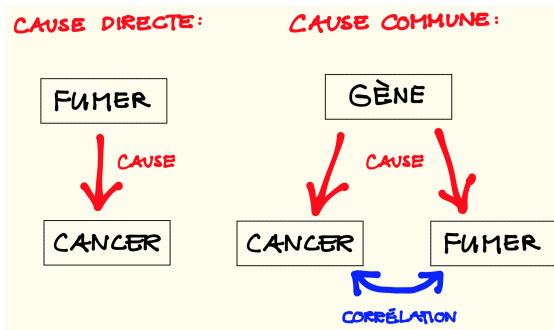 CAUSE DIRECTE:
FUMER
CAUSE
CANCER
CAUSE COMMUNE:
GÈNE
CAUSE
CANCER
FUMER
CORRÉLATION